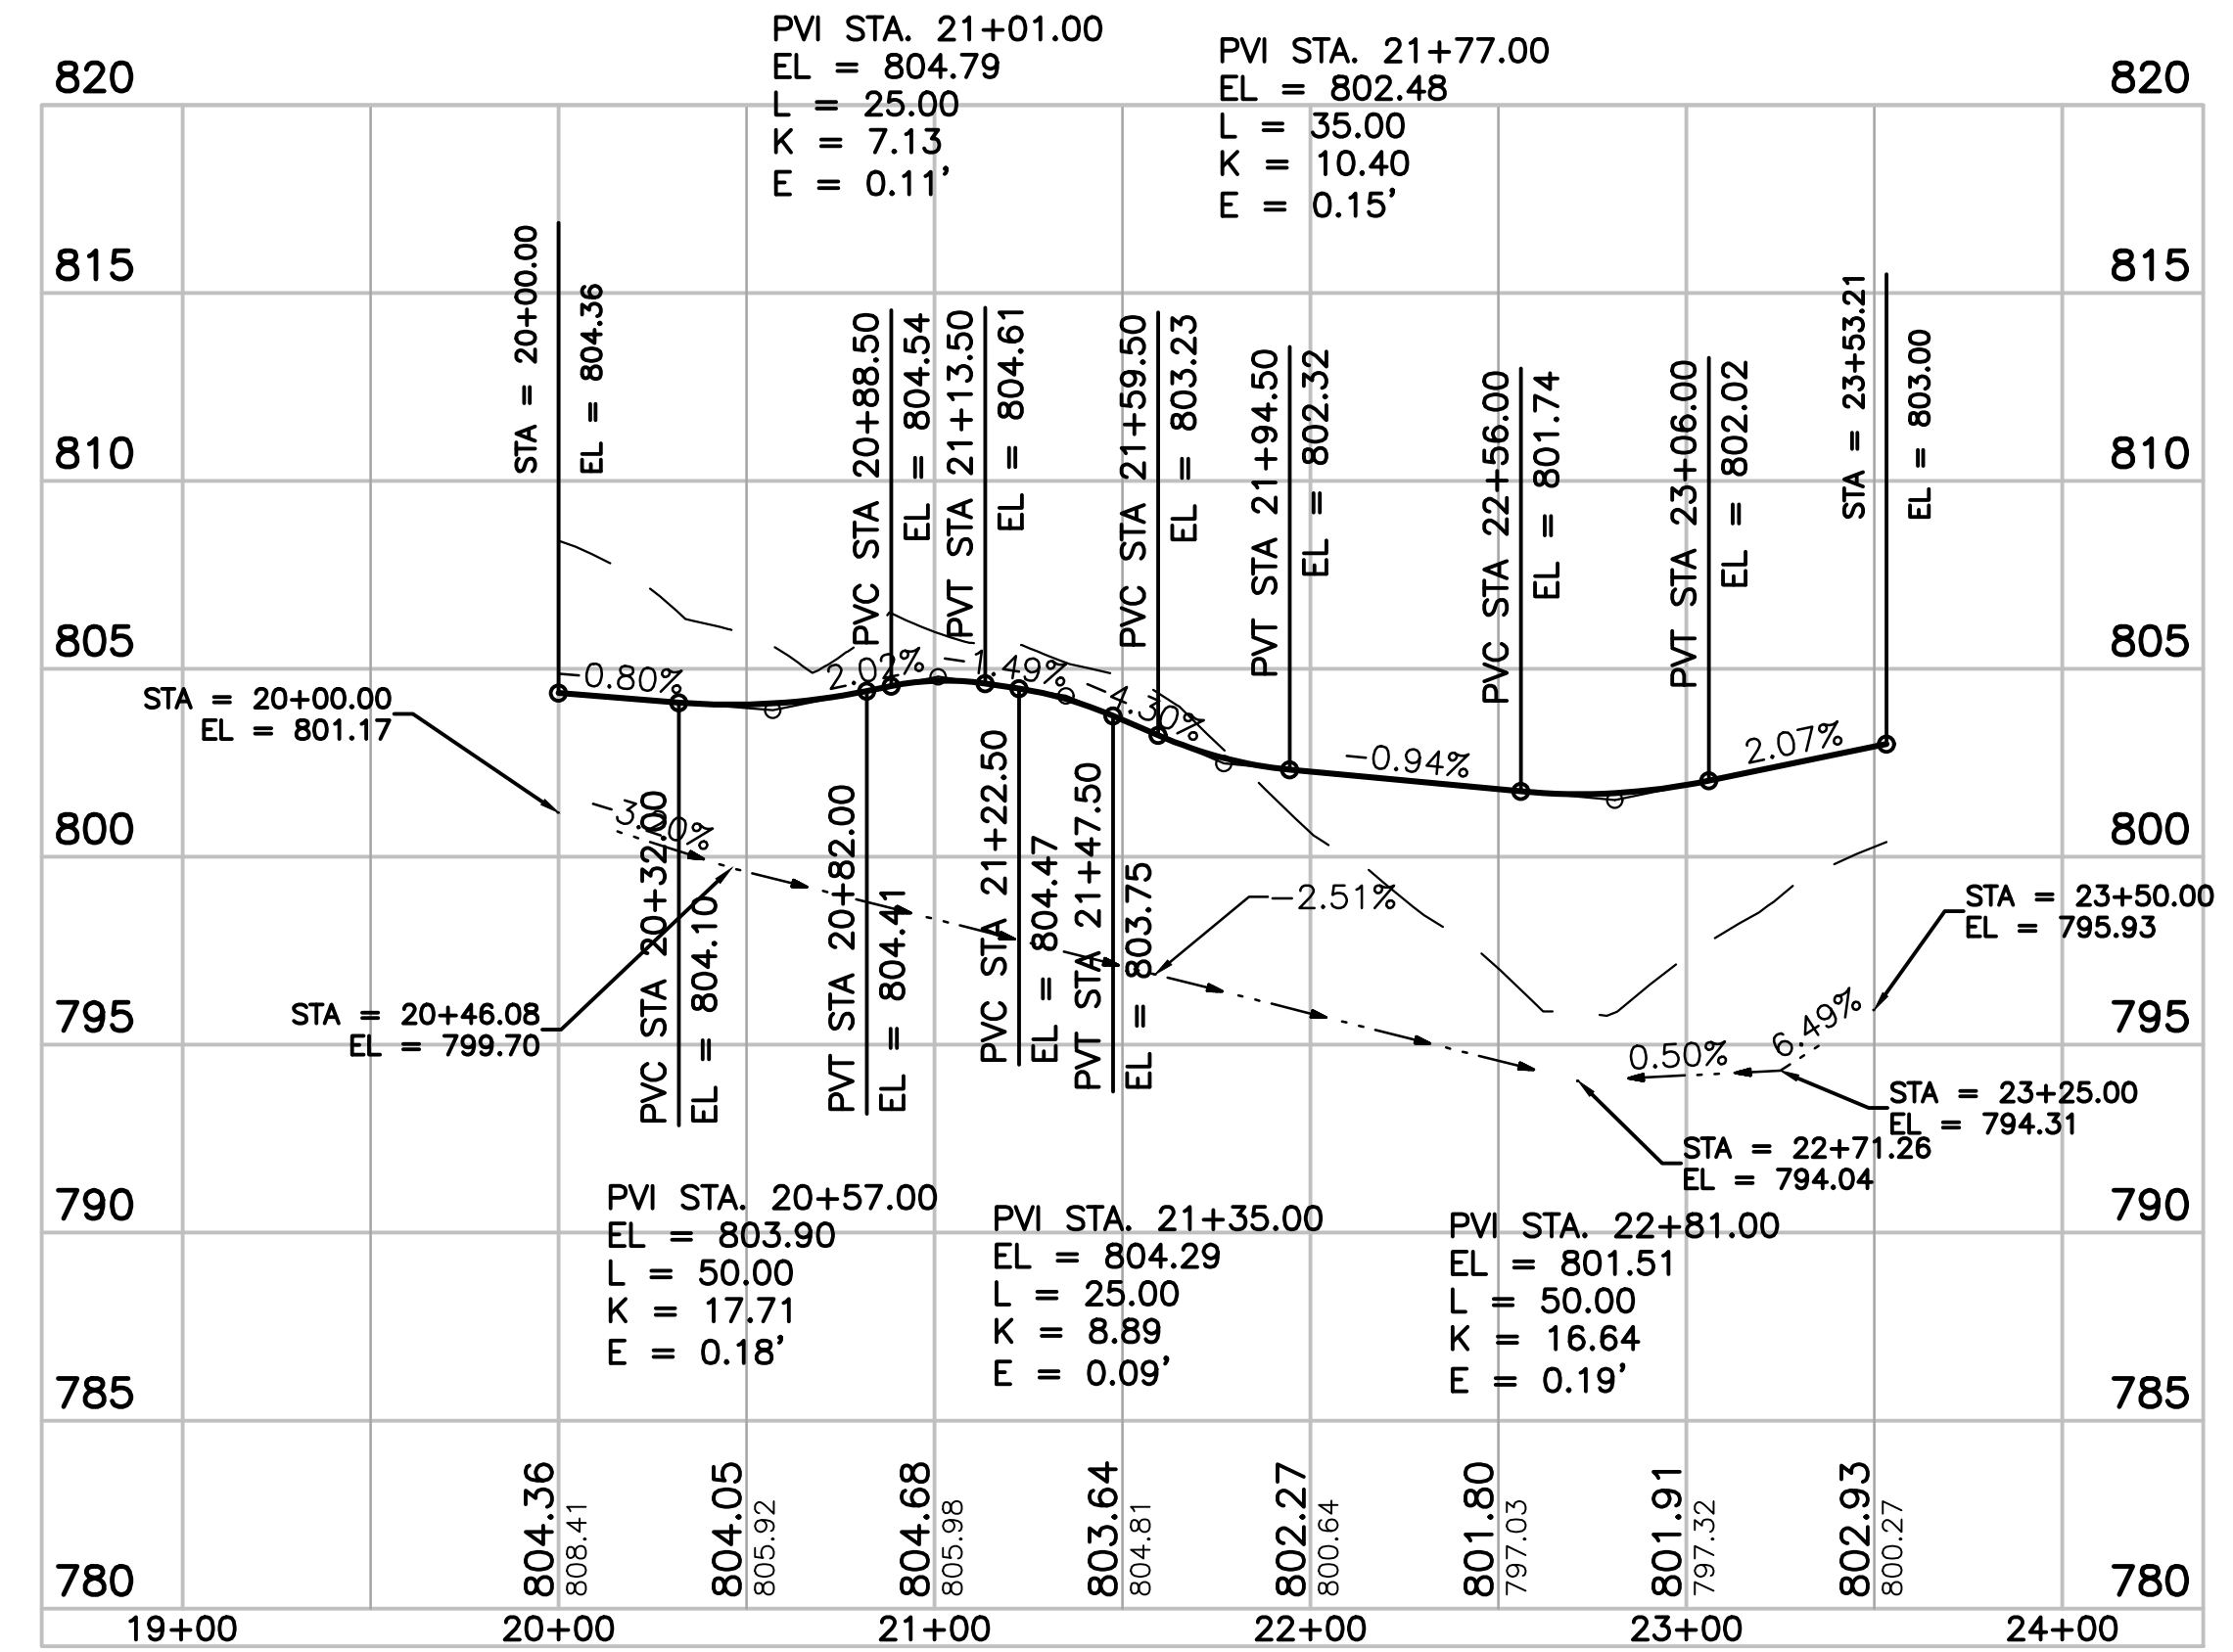 PVI STA. 21+01.00
EL = 804.79
L = 25.00
K = 7.13
E = 0.11'
PVI STA. 21+77.00
EL = 802.48
L = 35.00
K = 10.40
E = 0.15'
820
820
815
815
810
810
805
805
800
800
795
795
790
790
785
785
780
780
STA = 20+00.00
EL = 804.36
PVC STA 20+88.50
EL = 804.54
PVT STA 21+13.50
EL = 804.61
PVC STA 21+59.50
EL = 803.23
PVT STA 21+94.50
EL = 802.32
PVC STA 22+56.00
EL = 801.74
PVT STA 23+06.00
EL = 802.02
STA = 23+53.21
EL = 803.00
-0.80%
2.02%
-1.49%
-4.30%
-0.94%
2.07%
STA = 20+00.00
EL = 801.17
PVC STA 20+32.00
EL = 804.10
PVT STA 20+82.00
EL = 804.41
PVC STA 21+22.50
EL = 804.47
PVT STA 21+47.50
EL = 803.75
-2.51%
STA = 23+50.00
EL = 795.93
STA = 20+46.08
EL = 799.70
0.50%
6.49%
STA = 23+25.00
EL = 794.31
STA = 22+71.26
EL = 794.04
PVI STA. 20+57.00
EL = 803.90
L = 50.00
K = 17.71
E = 0.18'
PVI STA. 21+35.00
EL = 804.29
L = 25.00
K = 8.89
E = 0.09'
PVI STA. 22+81.00
EL = 801.51
L = 50.00
K = 16.64
E = 0.19'
804.36
808.41
804.05
805.92
804.68
805.98
803.64
804.81
802.27
800.64
801.80
797.03
801.91
797.32
802.93
800.27
19+00
20+00
21+00
22+00
23+00
24+00